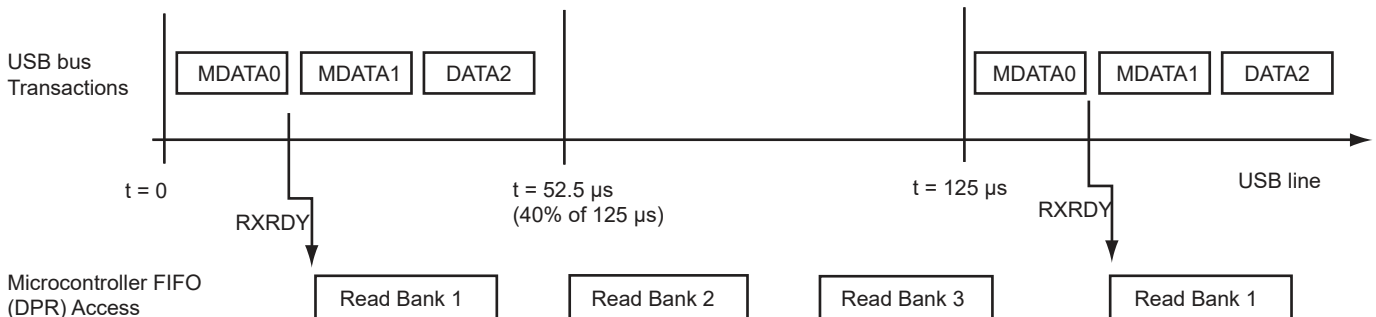 USB bus
Transactions
MDATA0 MDATA1 DATA2 MDATA0 MDATA1 DATA2
t = 0
t = 52.5 µs
(40% of 125 µs)
t = 125 µs
USB line
RXRDY RXRDY
Microcontroller FIFO
(DPR) Access
Read Bank 1 Read Bank 2 Read Bank 3 Read Bank 1